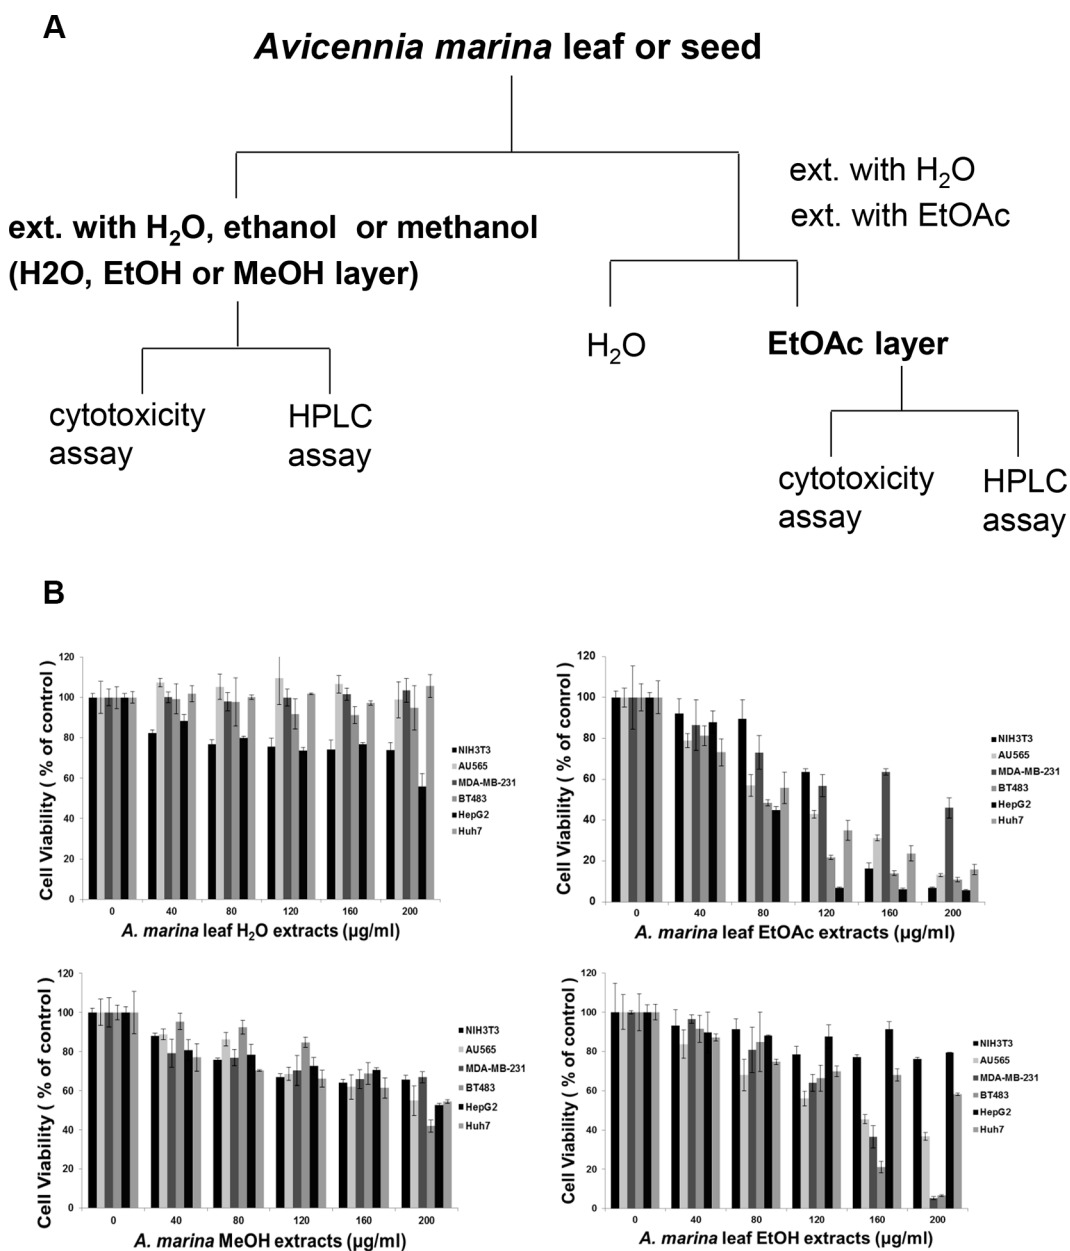 A
Avicennia marina leaf or seed
ext. with H₂O
ext. with EtOAc
ext. with H₂O, ethanol or methanol
(H2O, EtOH or MeOH layer)
H₂O
EtOAc layer
cytotoxicity
assay
HPLC
assay
cytotoxicity
assay
HPLC
assay
B
Cell Viability ( % of control )
120
100
80
60
40
20
0
0 40 80 120 160 200
A. marina leaf H₂O extracts (µg/ml)
NIH3T3
AU565
MDA-MB-231
BT483
HepG2
Huh7
Cell Viability ( % of conrol )
120
100
80
60
40
20
0
0 40 80 120 160 200
A. marina leaf EtOAc extracts (µg/ml)
NIH3T3
AU565
MDA-MB-231
BT483
HepG2
Huh7
Cell Viability ( % of control )
120
100
80
60
40
20
0
0 40 80 120 160 200
A. marina MeOH extracts (µg/ml)
NIH3T3
AU565
MDA-MB-231
BT483
HepG2
Huh7
Cell Viability ( % of control )
120
100
80
60
40
20
0
0 40 80 120 160 200
A. marina leaf EtOH extracts (µg/ml)
NIH3T3
AU565
MDA-MB-231
BT483
HepG2
Huh7